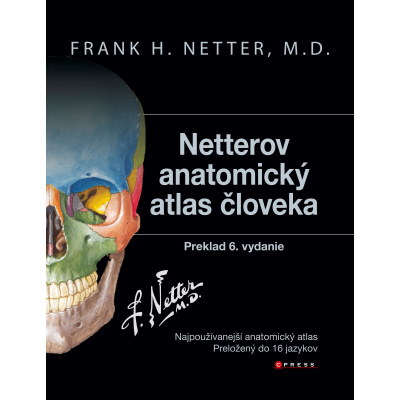 FRANK H. NETTER, M.D.
Netterov
anatomický
atlas človeka
Preklad 6. vydanie
F. Netter
M.D.
Najpoužívanejší anatomický atlas
Preložený do 16 jazykov
CPRESS